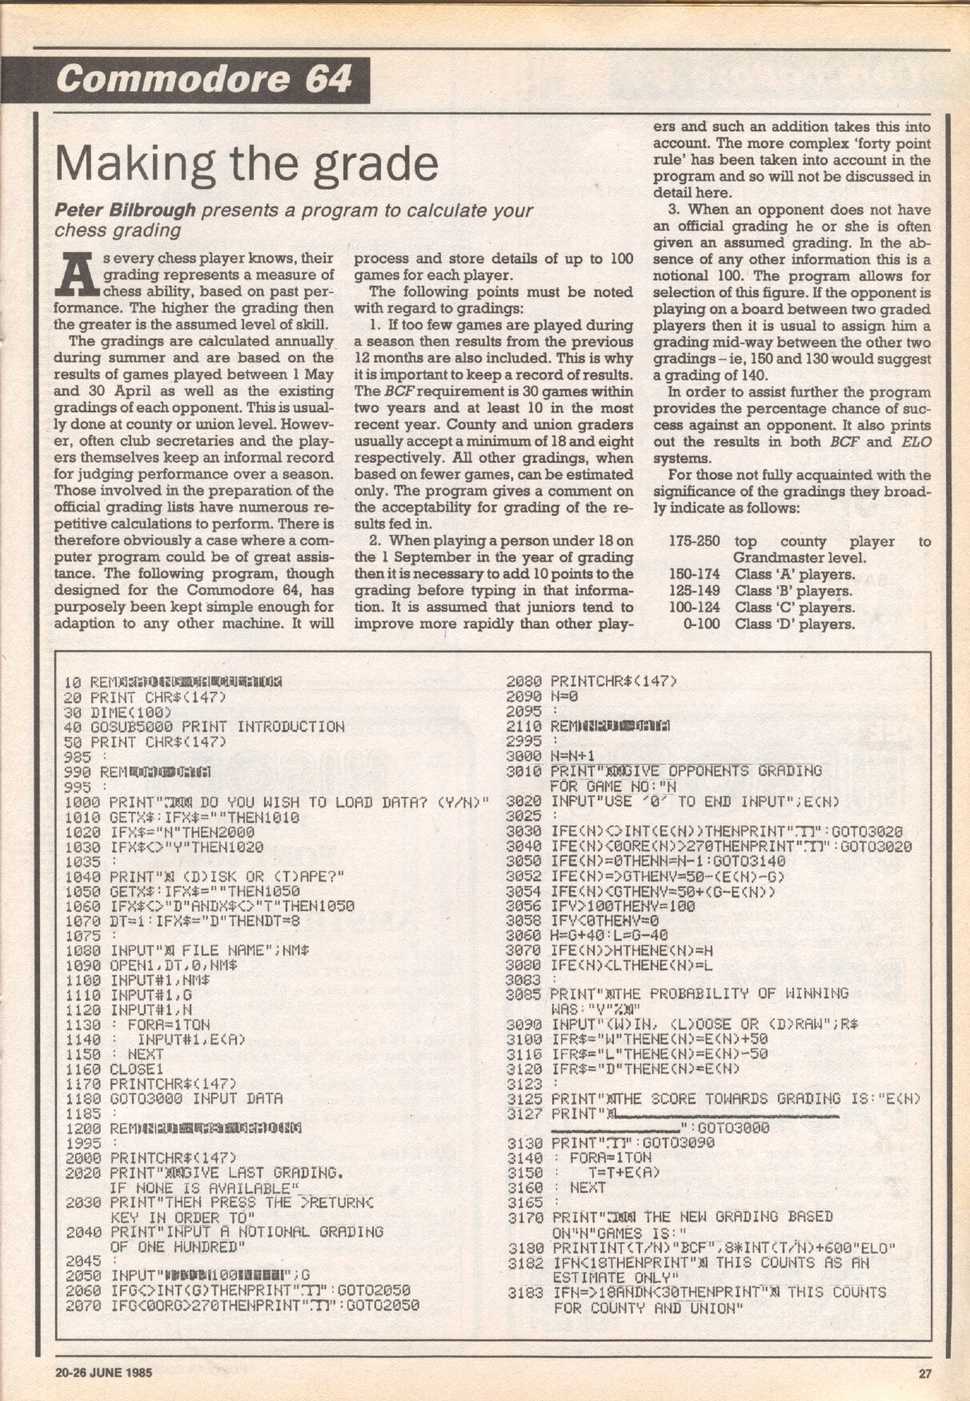 Commodore 64
Making the grade
Peter Bilbrough presents a program to calculate your
chess grading
As every chess player knows, their
grading represents a measure of
chess ability, based on past per-
formance. The higher the grading then
the greater is the assumed level of skill.
The gradings are calculated annually
during summer and are based on the
results of games played between 1 May
and 30 April as well as the existing
gradings of each opponent. This is usual-
ly done at county or union level. Howev-
er, often club secretaries and the play-
ers themselves keep an informal record
for judging performance over a season.
Those involved in the preparation of the
official grading lists have numerous re-
petitive calculations to perform. There is
therefore obviously a case where a com-
puter program could be of great assis-
tance. The following program, though
designed for the Commodore 64, has
purposely been kept simple enough for
adaption to any other machine. It will
process and store details of up to 100
games for each player.
The following points must be noted
with regard to gradings:
1. If too few games are played during
a season then results from the previous
12 months are also included. This is why
it is important to keep a record of results.
The BCF requirement is 30 games within
two years and at least 10 in the most
recent year. County and union graders
usually accept a minimum of 18 and eight
respectively. All other gradings, when
based on fewer games, can be estimated
only. The program gives a comment on
the acceptability for grading of the re-
sults fed in.
2. When playing a person under 18 on
the 1 September in the year of grading
then it is necessary to add 10 points to the
grading before typing in that informa-
tion. It is assumed that juniors tend to
improve more rapidly than other play-
ers and such an addition takes this into
account. The more complex 'forty point
rule' has been taken into account in the
program and so will not be discussed in
detail here.
3. When an opponent does not have
an official grading he or she is often
given an assumed grading. In the ab-
sence of any other information this is a
notional 100. The program allows for
selection of this figure. If the opponent is
playing on a board between two graded
players then it is usual to assign him a
grading mid-way between the other two
gradings – ie, 150 and 130 would suggest
a grading of 140.
In order to assist further the program
provides the percentage chance of suc-
cess against an opponent. It also prints
out the results in both BCF and ELO
systems.
For those not fully acquainted with the
significance of the gradings they broad-
ly indicate as follows:
175-250 top county player to
Grandmaster level.
150-174 Class 'A' players.
125-149 Class 'B' players.
100-124 Class 'C' players.
0-100 Class 'D' players.
10 REM
20 PRINT CHR$(147)
30 DIME(100)
40 GOSUB5000 PRINT INTRODUCTION
50 PRINT CHR$(147)
985 :
990 REM
995 :
1000 PRINT" DO YOU WISH TO LOAD DATA? (Y/N)"
1010 GETX$:IFX$=""THEN1010
1020 IFX$="N"THEN2000
1030 IFX$<>"Y"THEN1020
1035 :
1040 PRINT" (D)ISK OR (T)APE?"
1050 GETX$:IFX$=""THEN1050
1060 IFX$<>"D"ANDX$<>"T"THEN1050
1070 DT=1:IFX$="D"THENDT=8
1075 :
1080 INPUT" FILE NAME";NM$
1090 OPEN1,DT,0,NM$
1100 INPUT#1,NM$
1110 INPUT#1,G
1120 INPUT#1,N
1130 : FORA=1TON
1140 : INPUT#1,E(A)
1150 : NEXT
1160 CLOSE1
1170 PRINTCHR$(147)
1180 GOTO3000 INPUT DATA
1185 :
1200 REM
1995 :
2000 PRINTCHR$(147)
2020 PRINT"GIVE LAST GRADING.
IF NONE IS AVAILABLE"
2030 PRINT"THEN PRESS THE >RETURN<
KEY IN ORDER TO"
2040 PRINT"INPUT A NOTIONAL GRADING
OF ONE HUNDRED"
2045 :
2050 INPUT"100";G
2060 IFG<>INT(G)THENPRINT"":GOTO2050
2070 IFG<0ORG>270THENPRINT"":GOTO2050
2080 PRINTCHR$(147)
2090 N=0
2095 :
2110 REM
2995 :
3000 N=N+1
3010 PRINT"GIVE OPPONENTS GRADING
FOR GAME NO:"N
3020 INPUT"USE '0' TO END INPUT";E(N)
3025 :
3030 IFE(N)<>INT(E(N))THENPRINT"":GOTO3020
3040 IFE(N)<0ORE(N)>270THENPRINT"":GOTO3020
3050 IFE(N)=0THENN=N-1:GOTO3140
3052 IFE(N)=>GTHENV=50-(E(N)-G)
3054 IFE(N)<GTHENV=50+(G-E(N))
3056 IFV>100THENV=100
3058 IFV<0THENV=0
3060 H=G+40:L=G-40
3070 IFE(N)>HTHENE(N)=H
3080 IFE(N)<LTHENE(N)=L
3083 :
3085 PRINT"THE PROBABILITY OF WINNING
WAS:"V"%"
3090 INPUT"(W)IN, (L)OOSE OR (D)RAW";R$
3100 IFR$="W"THENE(N)=E(N)+50
3110 IFR$="L"THENE(N)=E(N)-50
3120 IFR$="D"THENE(N)=E(N)
3123 :
3125 PRINT"THE SCORE TOWARDS GRADING IS:"E(N)
3127 PRINT"
":GOTO3000
3130 PRINT"":GOTO3090
3140 : FORA=1TON
3150 : T=T+E(A)
3160 : NEXT
3165 :
3170 PRINT" THE NEW GRADING BASED
ON"N"GAMES IS:"
3180 PRINTINT(T/N)"BCF",8*INT(T/N)+600"ELO"
3182 IFN<18THENPRINT" THIS COUNTS AS AN
ESTIMATE ONLY"
3183 IFN=>18ANDN<30THENPRINT" THIS COUNTS
FOR COUNTY AND UNION"
20-26 JUNE 1985
27